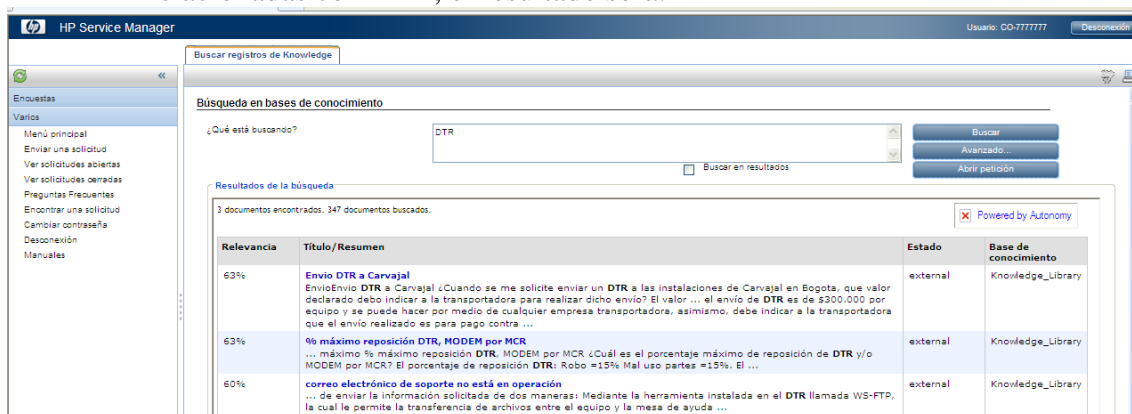 HP Service Manager
Usuario: CO-7777777
Desconexión
Buscar registros de Knowledge
«
Encuestas
Varios
Menú principal
Enviar una solicitud
Ver solicitudes abiertas
Ver solicitudes cerradas
Preguntas Frecuentes
Encontrar una solicitud
Cambiar contraseña
Desconexión
Manuales
Búsqueda en bases de conocimiento
¿Qué está buscando?
DTR
Buscar
Avanzado...
Abrir petición
Buscar en resultados
Resultados de la búsqueda
3 documentos encontrados. 347 documentos buscados.
Powered by Autonomy
Relevancia Título/Resumen Estado Base de conocimiento
63% Envio DTR a Carvajal external Knowledge_Library
EnvioEnvio DTR a Carvajal ¿Cuando se me solicite enviar un DTR a las instalaciones de Carvajal en Bogota, que valor
declarado debo indicar a la transportadora para realizar dicho envío? El valor ... el envío de DTR es de $300.000 por
equipo y se puede hacer por medio de cualquier empresa transportadora, asimismo, debe indicar a la transportadora
que el envío realizado es para pago contra ...
63% % máximo reposición DTR, MODEM por MCR external Knowledge_Library
... máximo % máximo reposición DTR, MODEM por MCR ¿Cuál es el porcentaje máximo de reposición de DTR y/o
MODEM por MCR? El porcentaje de reposición DTR: Robo =15% Mal uso partes =15%. El ...
60% correo electrónico de soporte no está en operación external Knowledge_Library
... de enviar la información solicitada de dos maneras: Mediante la herramienta instalada en el DTR llamada WS-FTP,
la cual le permite la transferencia de archivos entre el equipo y la mesa de ayuda ...